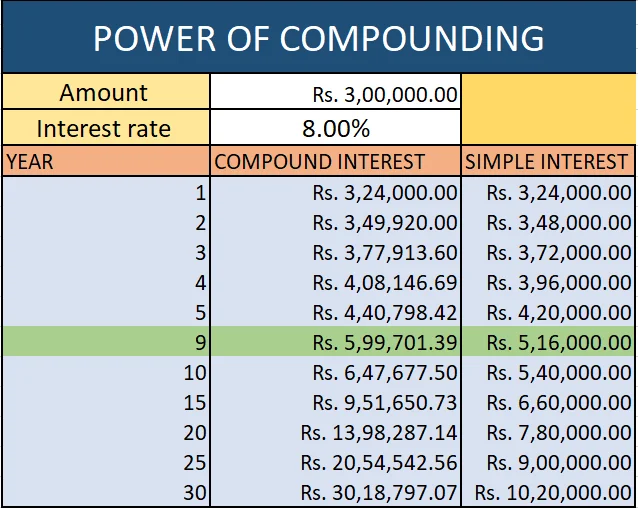 POWER OF COMPOUNDING
Amount Rs. 3,00,000.00
Interest rate 8.00%
YEAR COMPOUND INTEREST SIMPLE INTEREST
1 Rs. 3,24,000.00 Rs. 3,24,000.00
2 Rs. 3,49,920.00 Rs. 3,48,000.00
3 Rs. 3,77,913.60 Rs. 3,72,000.00
4 Rs. 4,08,146.69 Rs. 3,96,000.00
5 Rs. 4,40,798.42 Rs. 4,20,000.00
9 Rs. 5,99,701.39 Rs. 5,16,000.00
10 Rs. 6,47,677.50 Rs. 5,40,000.00
15 Rs. 9,51,650.73 Rs. 6,60,000.00
20 Rs. 13,98,287.14 Rs. 7,80,000.00
25 Rs. 20,54,542.56 Rs. 9,00,000.00
30 Rs. 30,18,797.07 Rs. 10,20,000.00